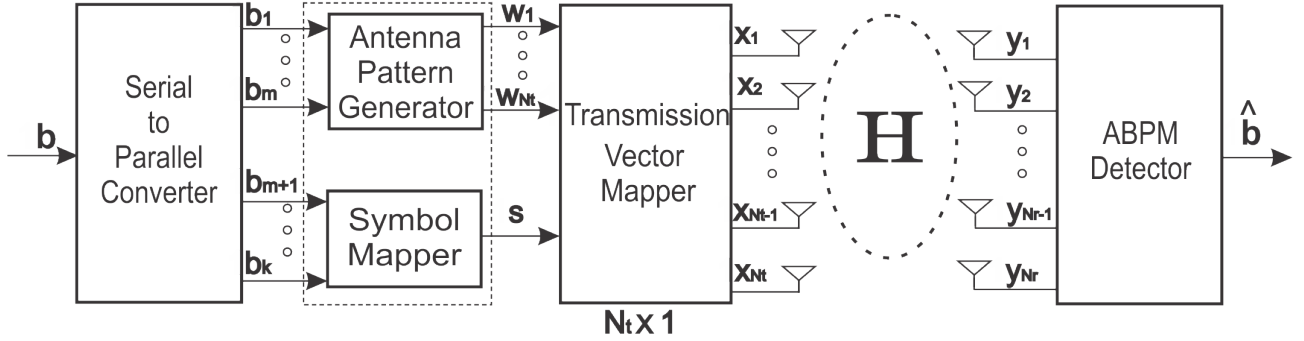 b
Serial
to
Parallel
Converter
b1
bm
bm+1
bk
Antenna
Pattern
Generator
Symbol
Mapper
w1
wNt
s
Transmission
Vector
Mapper
Nt x 1
x1
x2
xNt-1
xNt
H
y1
y2
yNr-1
yNr
ABPM
Detector
b̂